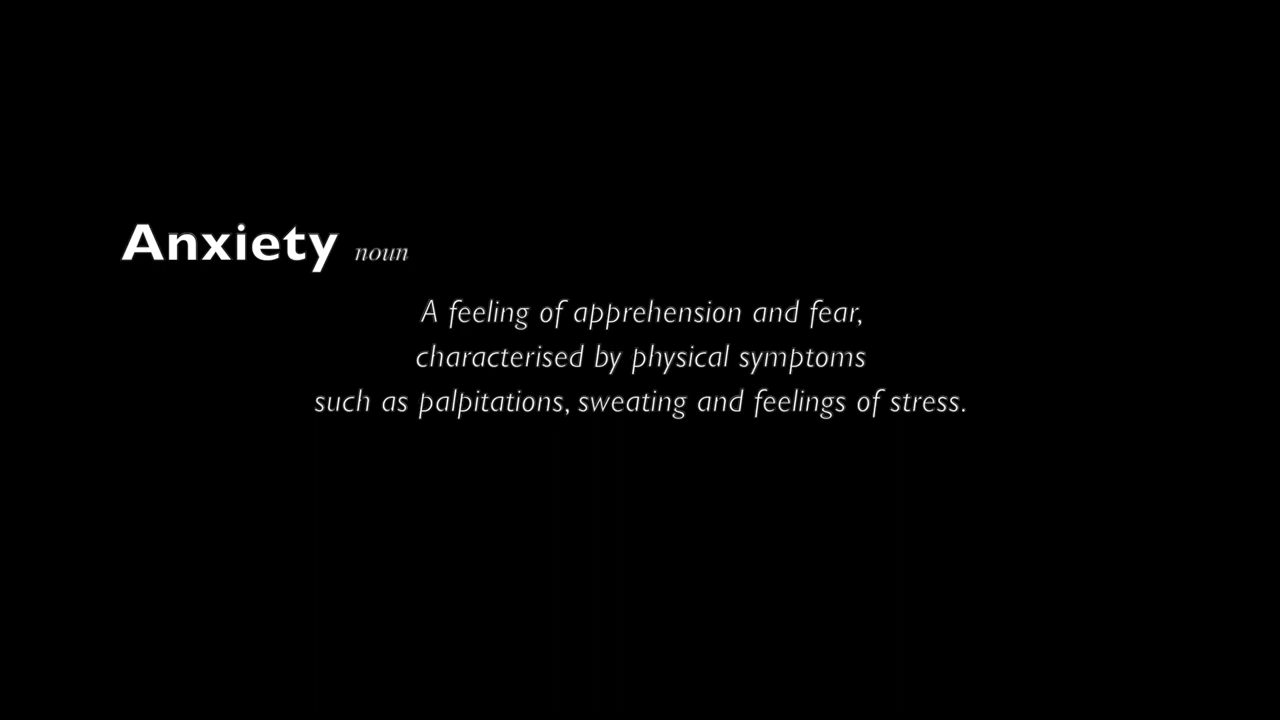 Anxiety noun
A feeling of apprehension and fear,
characterised by physical symptoms
such as palpitations, sweating and feelings of stress.